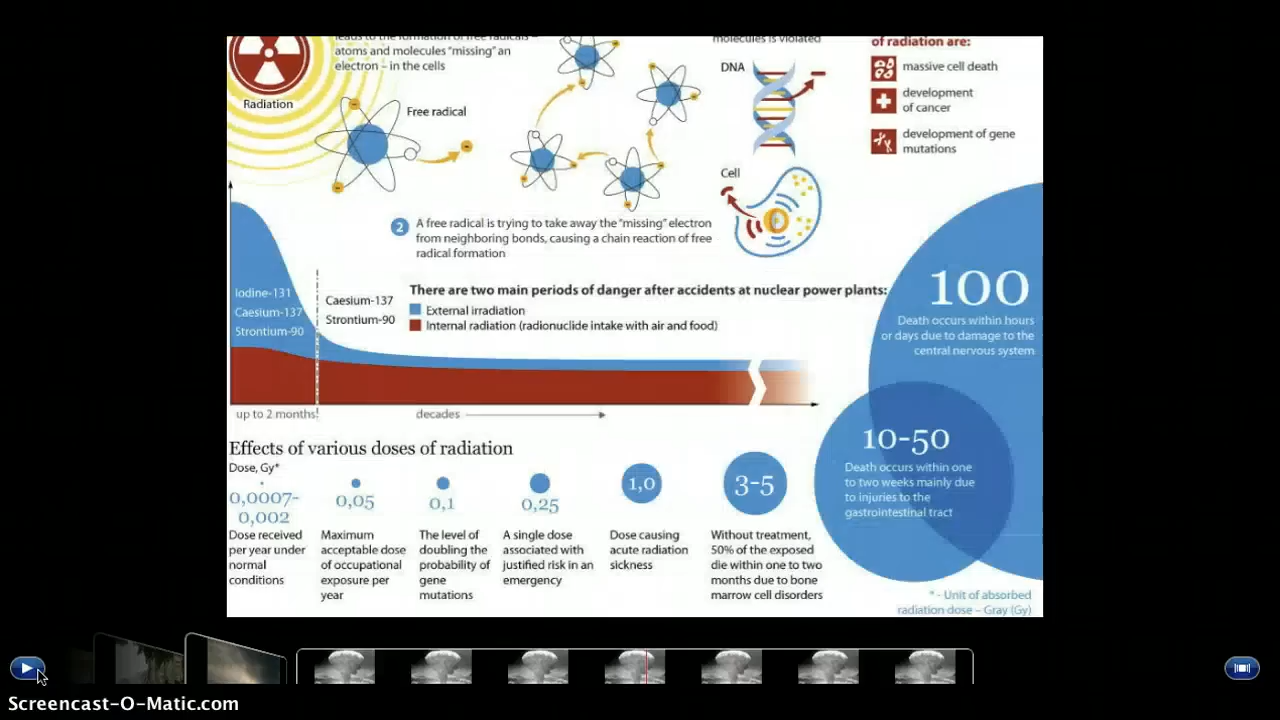 leads to the formation of free radicals –
atoms and molecules “missing” an
electron – in the cells
Radiation
Free radical
molecules is violated
DNA
Cell
of radiation are:
massive cell death
development
of cancer
development of gene
mutations
2
A free radical is trying to take away the “missing” electron
from neighboring bonds, causing a chain reaction of free
radical formation
Iodine-131
Caesium-137
Strontium-90
Caesium-137
Strontium-90
There are two main periods of danger after accidents at nuclear power plants:
External irradiation
Internal radiation (radionuclide intake with air and food)
up to 2 months
decades
100
Death occurs within hours
or days due to damage to the
central nervous system
10-50
Death occurs within one
to two weeks mainly due
to injuries to the
gastrointestinal tract
Effects of various doses of radiation
Dose, Gy*
0,0007-
0,002
Dose received
per year under
normal
conditions
0,05
Maximum
acceptable dose
of occupational
exposure per
year
0,1
The level of
doubling the
probability of
gene
mutations
0,25
A single dose
associated with
justified risk in an
emergency
1,0
Dose causing
acute radiation
sickness
3-5
Without treatment,
50% of the exposed
die within one to two
months due to bone
marrow cell disorders
* - Unit of absorbed
radiation dose – Gray (Gy)
Screencast-O-Matic.com